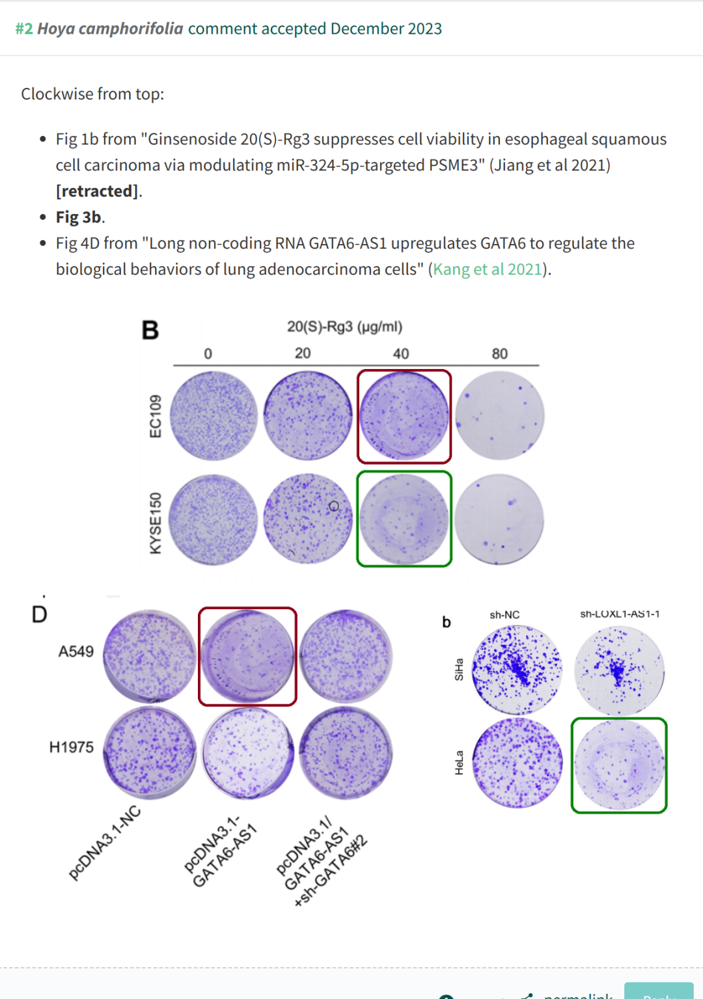 #2 Hoya camphorifolia comment accepted December 2023
Clockwise from top:
• Fig 1b from "Ginsenoside 20(S)-Rg3 suppresses cell viability in esophageal squamous
cell carcinoma via modulating miR-324-5p-targeted PSME3" (Jiang et al 2021)
[retracted].
• Fig 3b.
• Fig 4D from "Long non-coding RNA GATA6-AS1 upregulates GATA6 to regulate the
biological behaviors of lung adenocarcinoma cells" (Kang et al 2021).
B
20(S)-Rg3 (μg/ml)
0 20 40 80
EC109
KYSE150
D
A549
H1975
pcDNA3.1-NC
pcDNA3.1-
GATA6-AS1
pcDNA3.1/
GATA6-AS1
+sh-GATA6#2
b
sh-NC sh-LOXL1-AS1-1
SiHa
HeLa
permalink
Reply